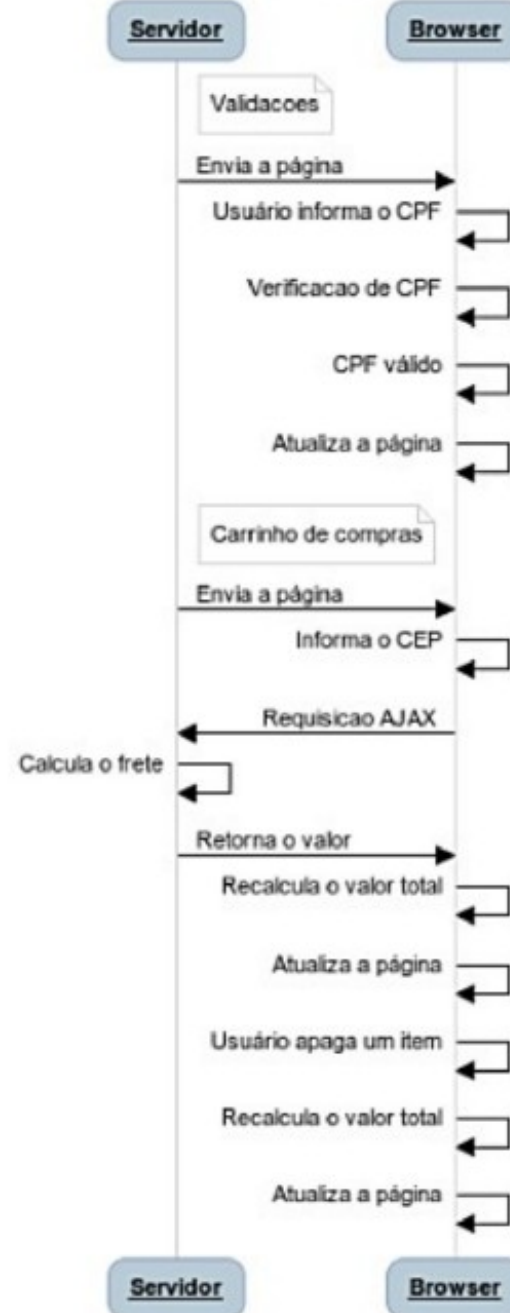 Servidor
Browser
Validacoes
Envia a página
Usuário informa o CPF
Verificacao de CPF
CPF válido
Atualiza a página
Carrinho de compras
Envia a página
Informa o CEP
Requisicao AJAX
Calcula o frete
Retorna o valor
Recalcula o valor total
Atualiza a página
Usuário apaga um item
Recalcula o valor total
Atualiza a página
Servidor
Browser